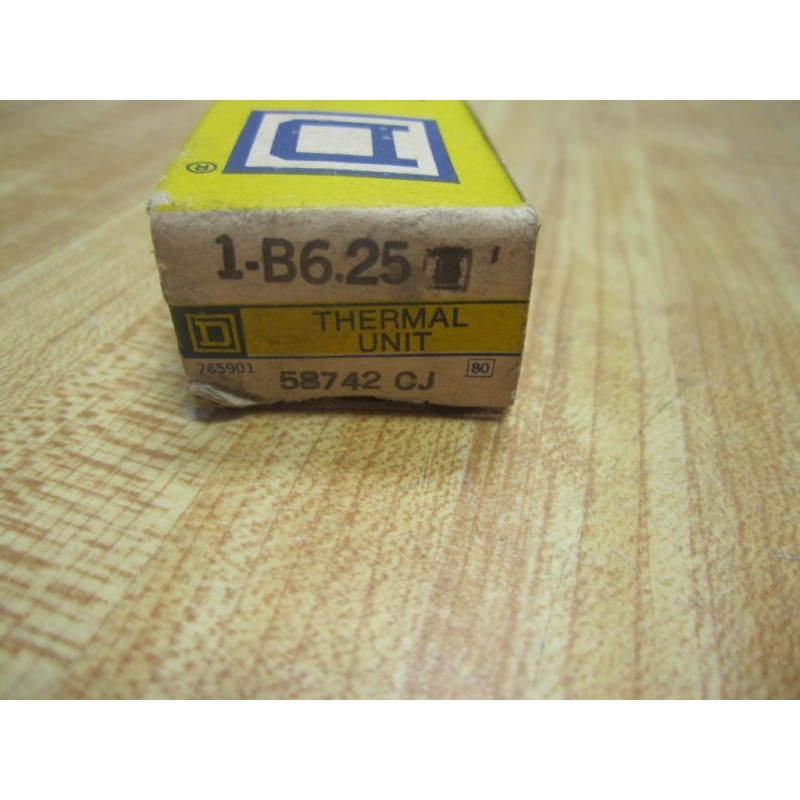 ®
1-B6.25
D
THERMAL
UNIT
785901
80
58742 CJ